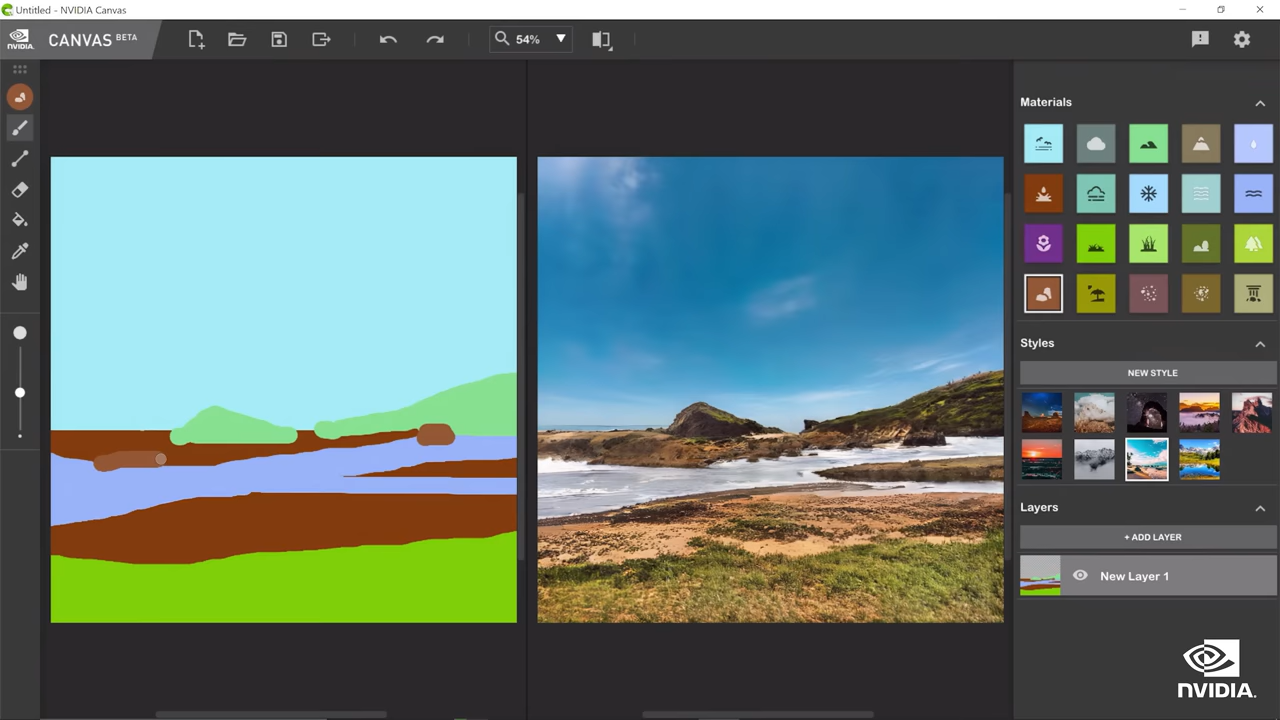 Untitled - NVIDIA Canvas
NVIDIA.
CANVAS BETA
54%
Materials
Styles
NEW STYLE
Layers
+ ADD LAYER
New Layer 1
NVIDIA.